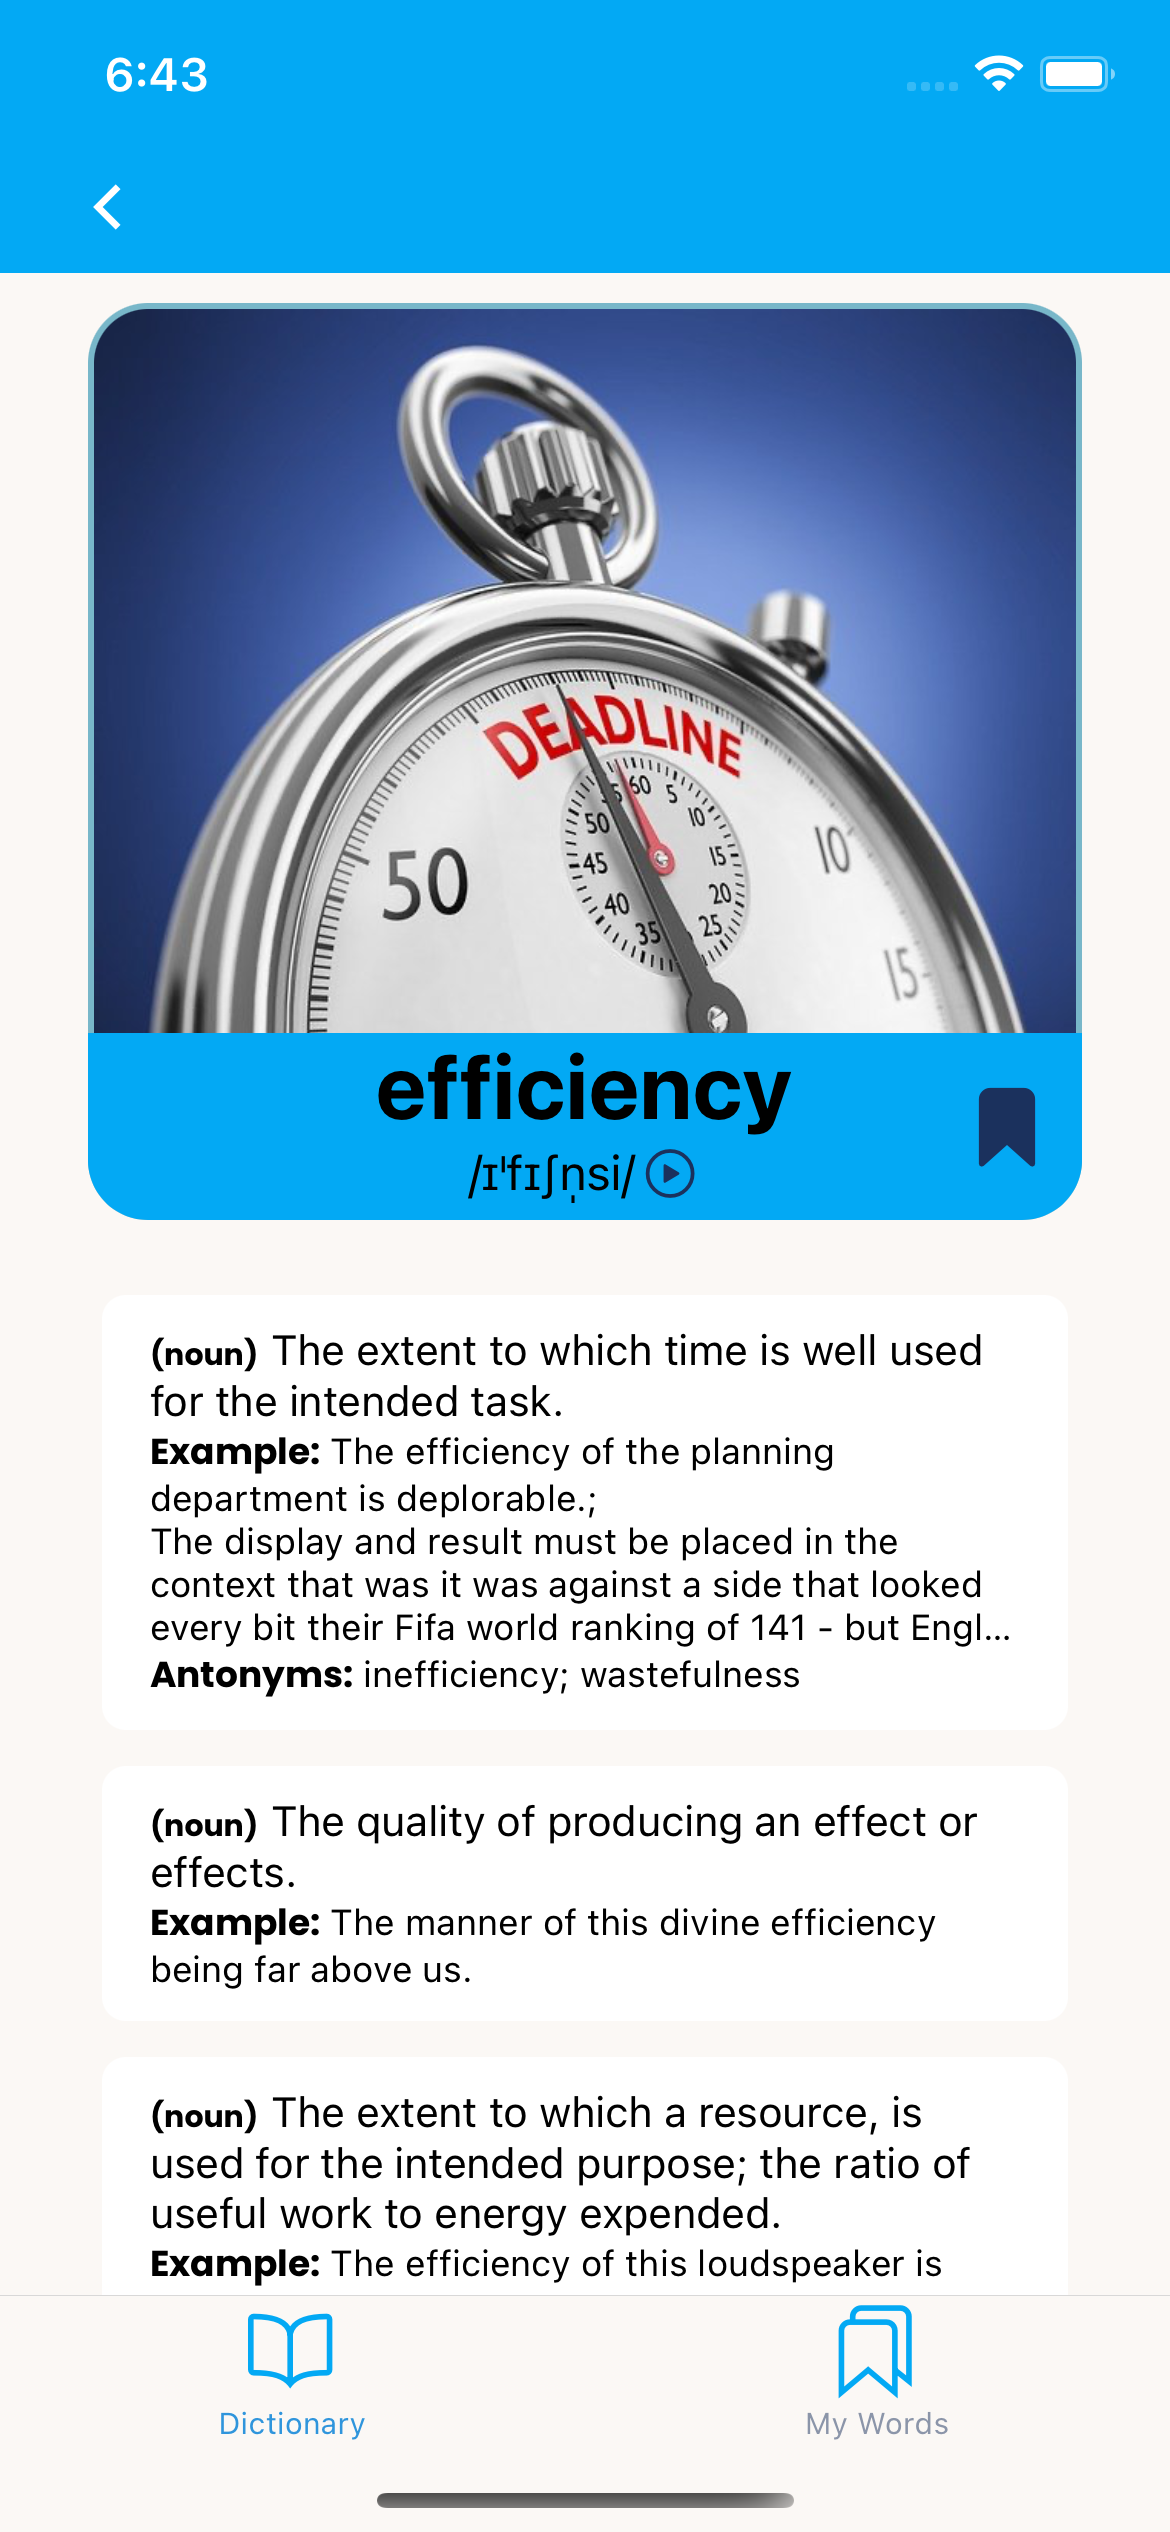 6:43
DEADLINE
60
5
10
15
20
25
35
40
45
50
50
10
15
efficiency
/ɪˈfɪʃn̩si/
(noun) The extent to which time is well used
for the intended task.
Example: The efficiency of the planning
department is deplorable.;
The display and result must be placed in the
context that was it was against a side that looked
every bit their Fifa world ranking of 141 - but Engl...
Antonyms: inefficiency; wastefulness
(noun) The quality of producing an effect or
effects.
Example: The manner of this divine efficiency
being far above us.
(noun) The extent to which a resource, is
used for the intended purpose; the ratio of
useful work to energy expended.
Example: The efficiency of this loudspeaker is
Dictionary
My Words